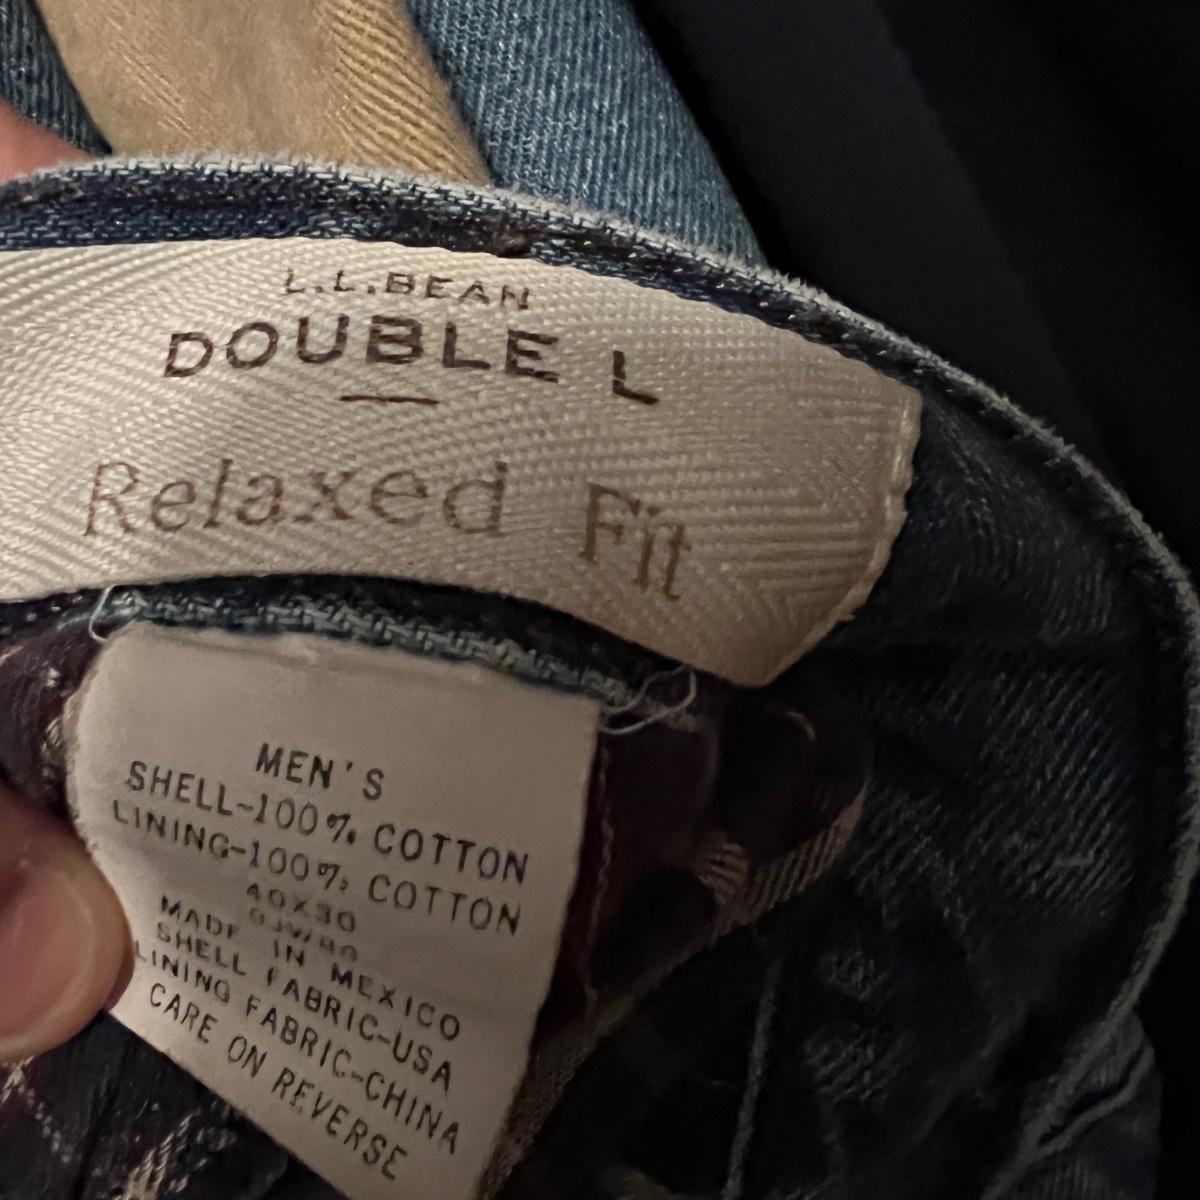 L.L.BEAN
DOUBLE L
Relaxed Fit
MEN'S
SHELL-100% COTTON
LINING-100% COTTON
40X30
MADE IN MEXICO
SHELL FABRIC-USA
LINING FABRIC-CHINA
CARE ON REVERSE